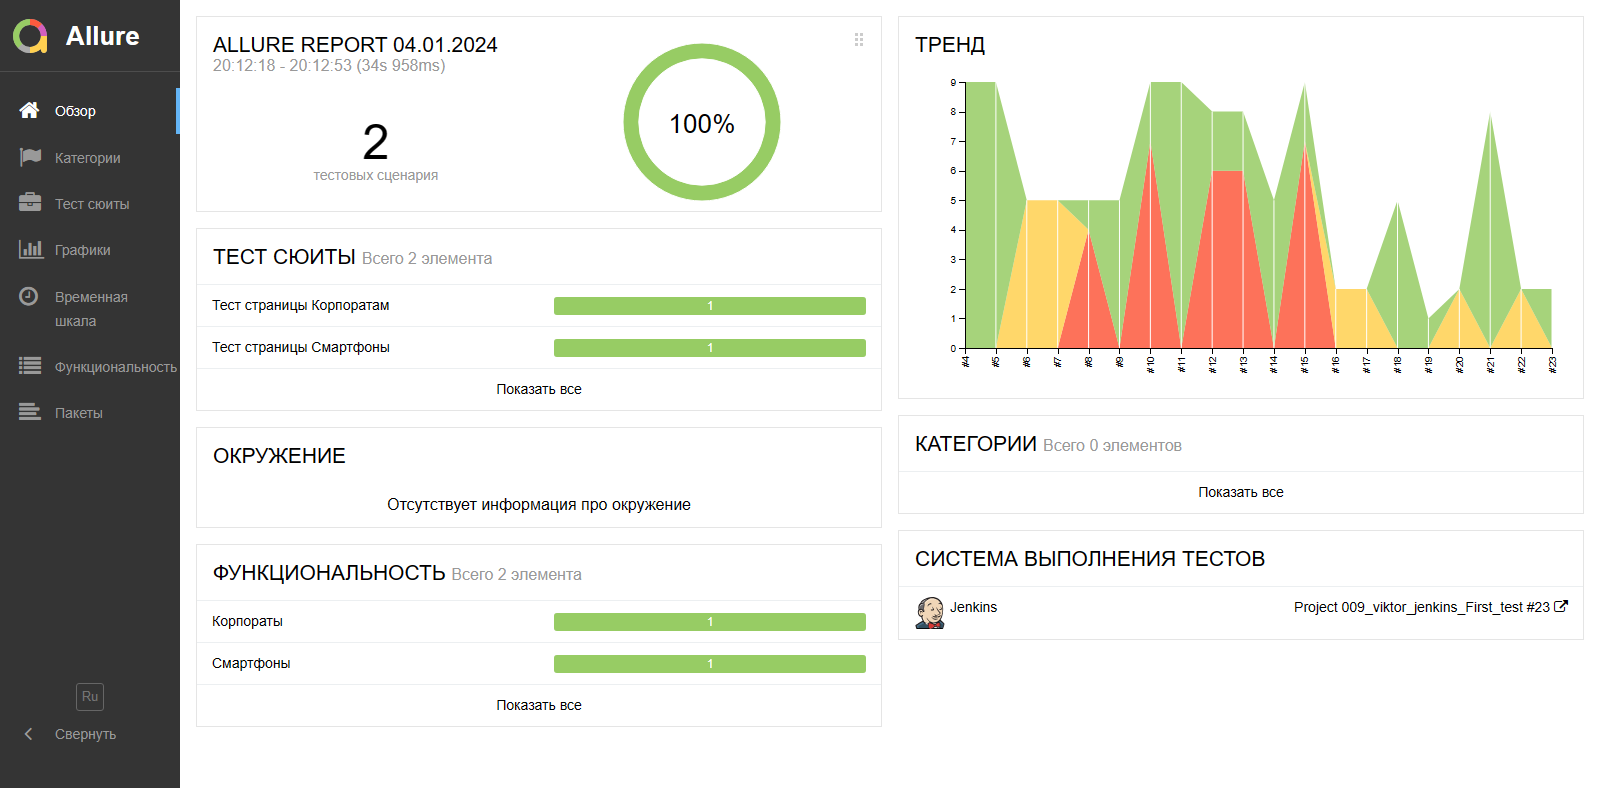 Allure
Обзор
Категории
Тест сюиты
Графики
Временная
шкала
Функциональность
Пакеты
Ru
Свернуть
ALLURE REPORT 04.01.2024
20:12:18 - 20:12:53 (34s 958ms)
2
тестовых сценария
100%
ТЕСТ СЮИТЫ Всего 2 элемента
Тест страницы Корпоратам 1
Тест страницы Смартфоны 1
Показать все
ОКРУЖЕНИЕ
Отсутствует информация про окружение
ФУНКЦИОНАЛЬНОСТЬ Всего 2 элемента
Корпораты 1
Смартфоны 1
Показать все
ТРЕНД
9
8
7
6
5
4
3
2
1
0
#4 #5 #6 #7 #8 #9 #10 #11 #12 #13 #14 #15 #16 #17 #18 #19 #20 #21 #22 #23
КАТЕГОРИИ Всего 0 элементов
Показать все
СИСТЕМА ВЫПОЛНЕНИЯ ТЕСТОВ
Jenkins Project 009_viktor_jenkins_First_test #23